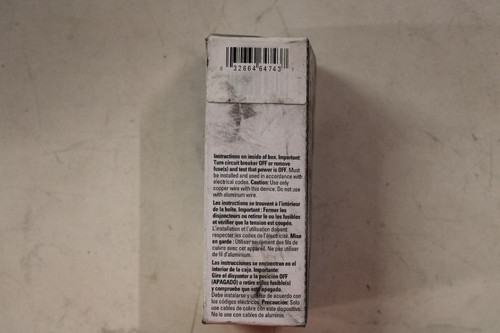 8 32664 64743 7
Instructions on inside of box. Important:
Turn circuit breaker OFF or remove
fuse(s) and test that power is OFF. Must
be installed and used in accordance with
electrical codes. Caution: Use only
copper wire with this device. Do not use
with aluminum wire.
Les instructions se trouvent à l'intérieur
de la boîte. Important : Fermer les
disjoncteurs ou retirer le ou les fusibles
et vérifier que la tension est coupée.
L'installation et l'utilisation doivent
respecter les codes de l'électricité. Mise
en garde : Utiliser seulement des fils de
cuivre avec cet appareil. Ne pas utiliser
de fil d'aluminium.
Las instrucciones se encuentran en el
interior de la caja. Importante:
Gire el disyuntor a la posición OFF
(APAGADO) o retire el/los fusible(s)
y compruebe que esté apagado.
Debe instalarse y usarse de acuerdo con
los códigos eléctricos. Precaución: Solo
use cables de cobre con este dispositivo.
No lo use con cables de aluminio.